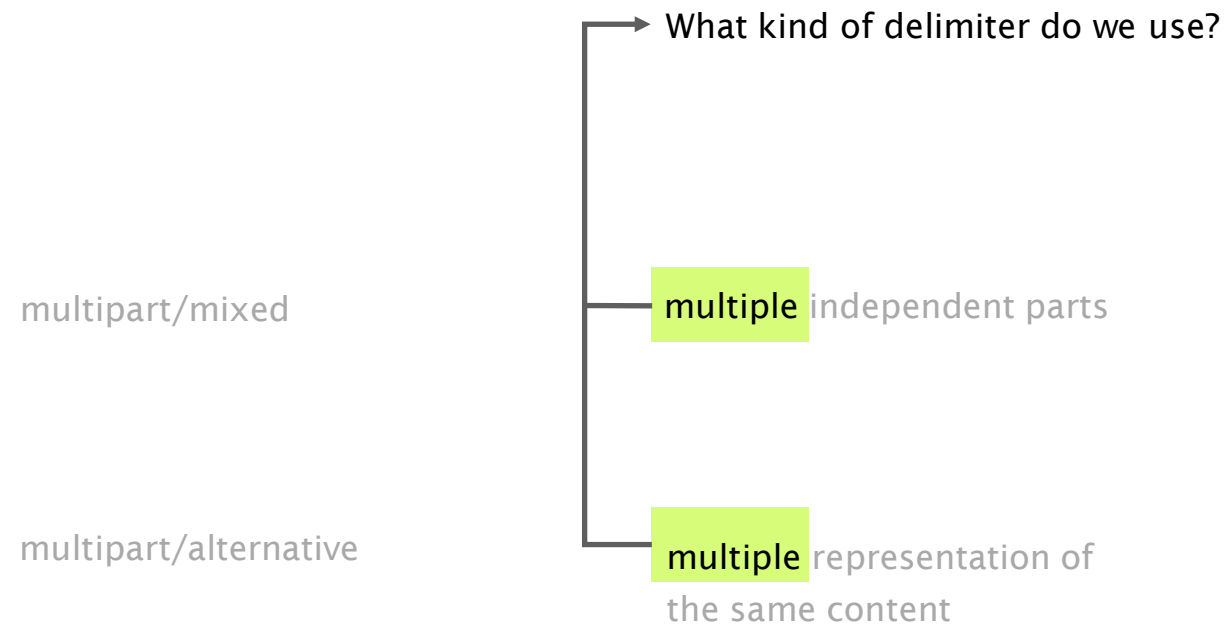 What kind of delimiter do we use?
multipart/mixed
multiple independent parts
multipart/alternative
multiple representation of
the same content